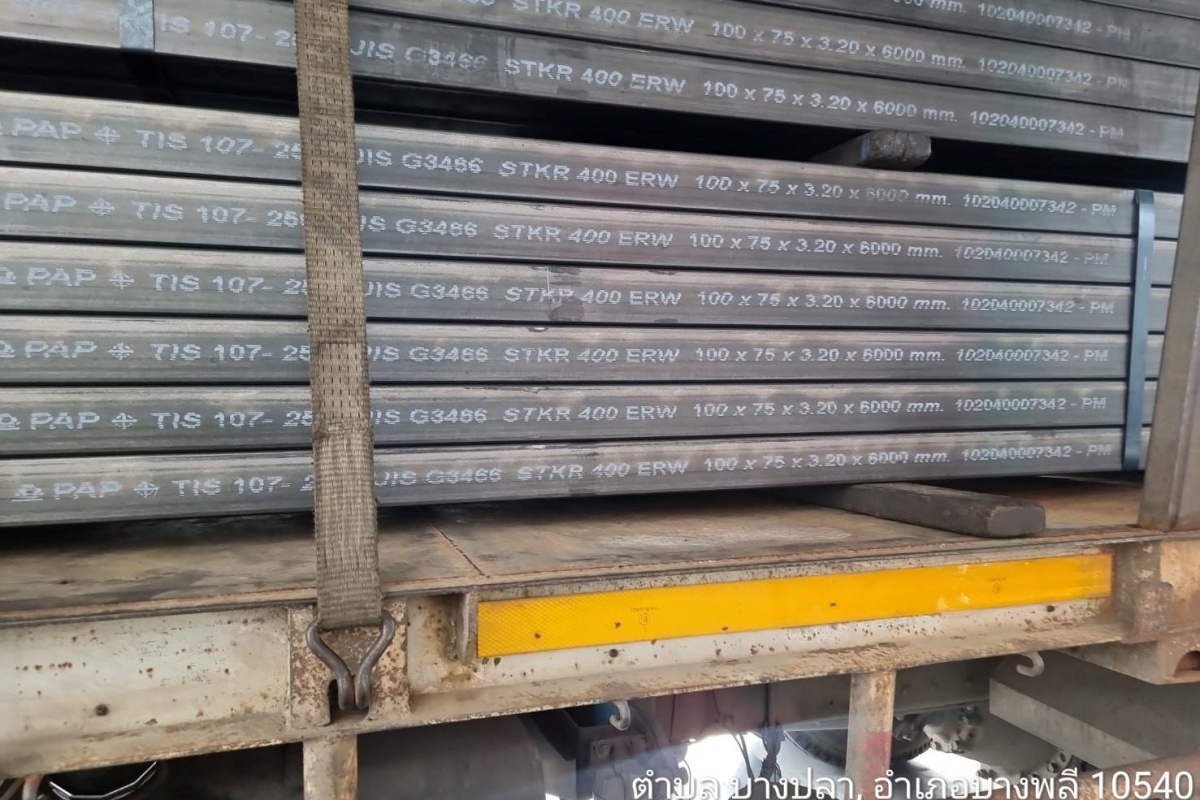 STKR 400 ERW 100 x 75 x 3.20 x 6000 mm. 102040007342 - PM
107- JIS G3466 STKR 400 ERW 100 x 75 x 3.20 x 6000 mm. 102040007342 - PM
PAP TIS 107- JIS G3466 STKR 400 ERW 100 x 75 x 3.20 x 6000 mm. 102040007342 - PM
PAP TIS 107- JIS G3466 STKR 400 ERW 100 x 75 x 3.20 x 6000 mm. 102040007342 - PM
PAP TIS 107- JIS G3466 STKR 400 ERW 100 x 75 x 3.20 x 6000 mm. 102040007342 - PM
PAP TIS 107- JIS G3466 STKR 400 ERW 100 x 75 x 3.20 x 6000 mm. 102040007342 - PM
PAP TIS 107- JIS G3466 STKR 400 ERW 100 x 75 x 3.20 x 6000 mm. 102040007342 - PM
PAP TIS 107- JIS G3466 STKR 400 ERW 100 x 75 x 3.20 x 6000 mm. 102040007342 - PM
ตำบล บางปลา, อำเภอบางพลี 10540